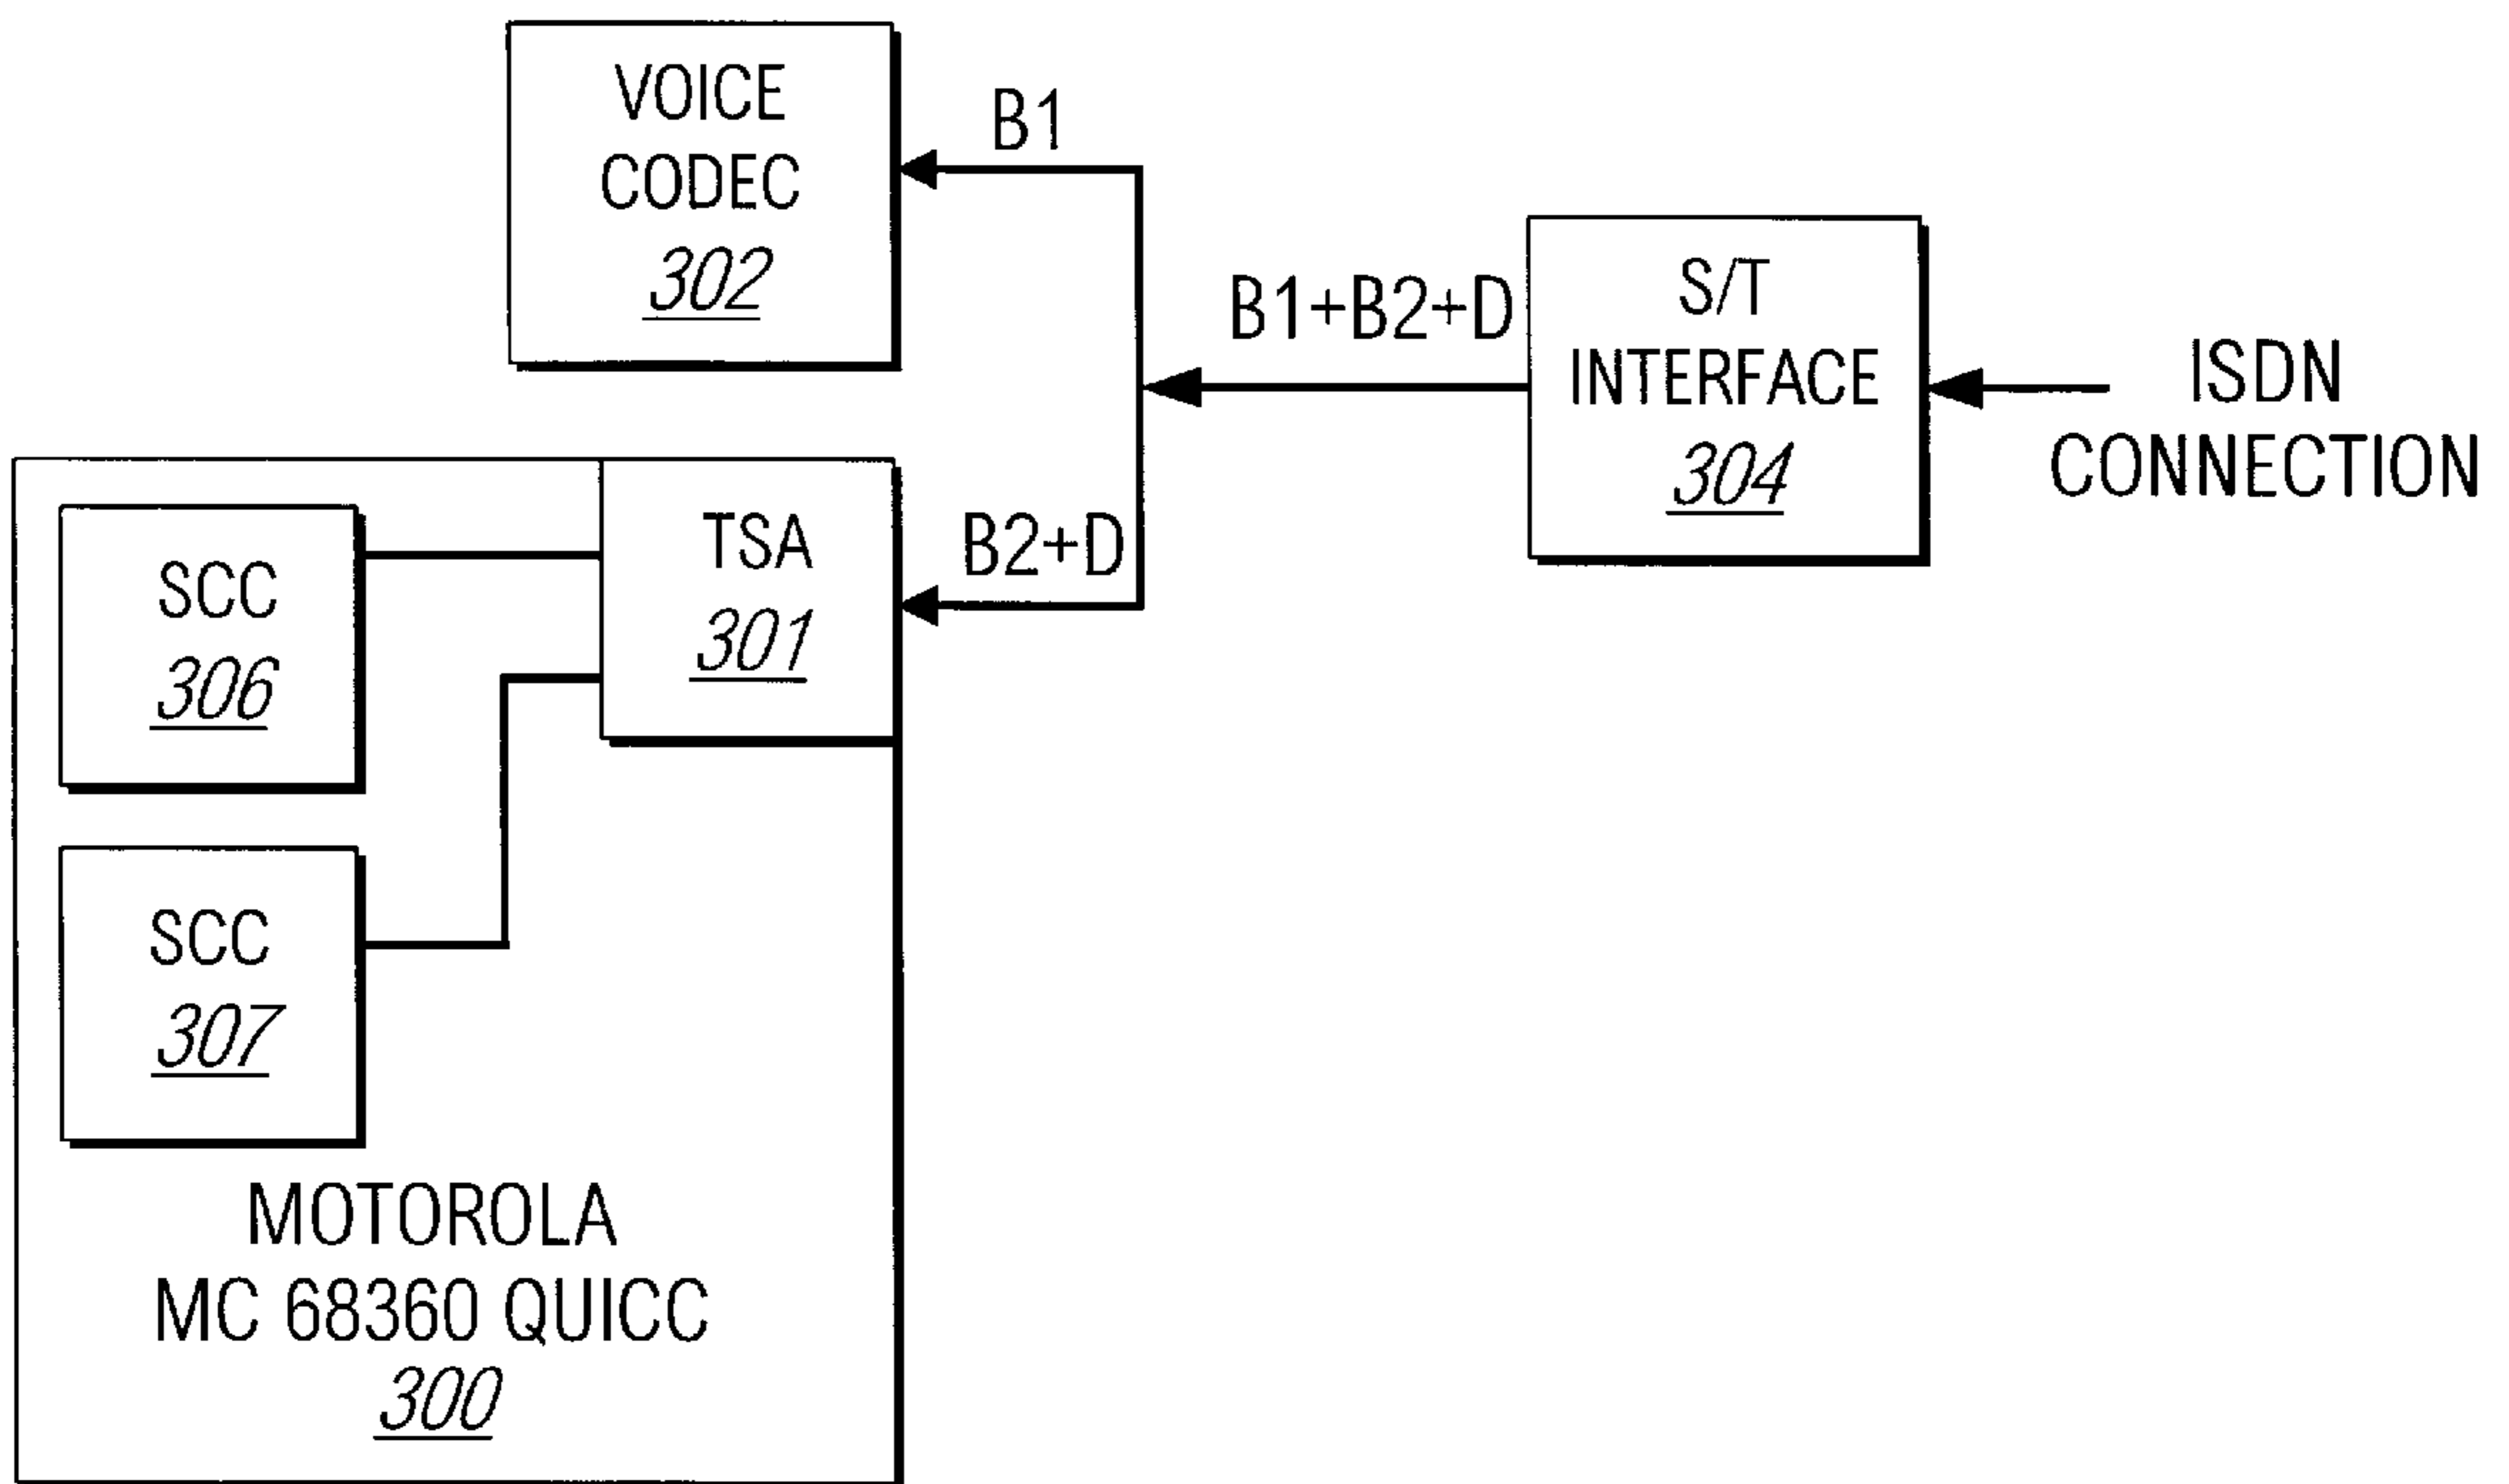 VOICE
CODEC
302
B1
B1+B2+D
S/T
INTERFACE
304
ISDN
CONNECTION
SCC
306
TSA
301
B2+D
SCC
307
MOTOROLA
MC 68360 QUICC
300